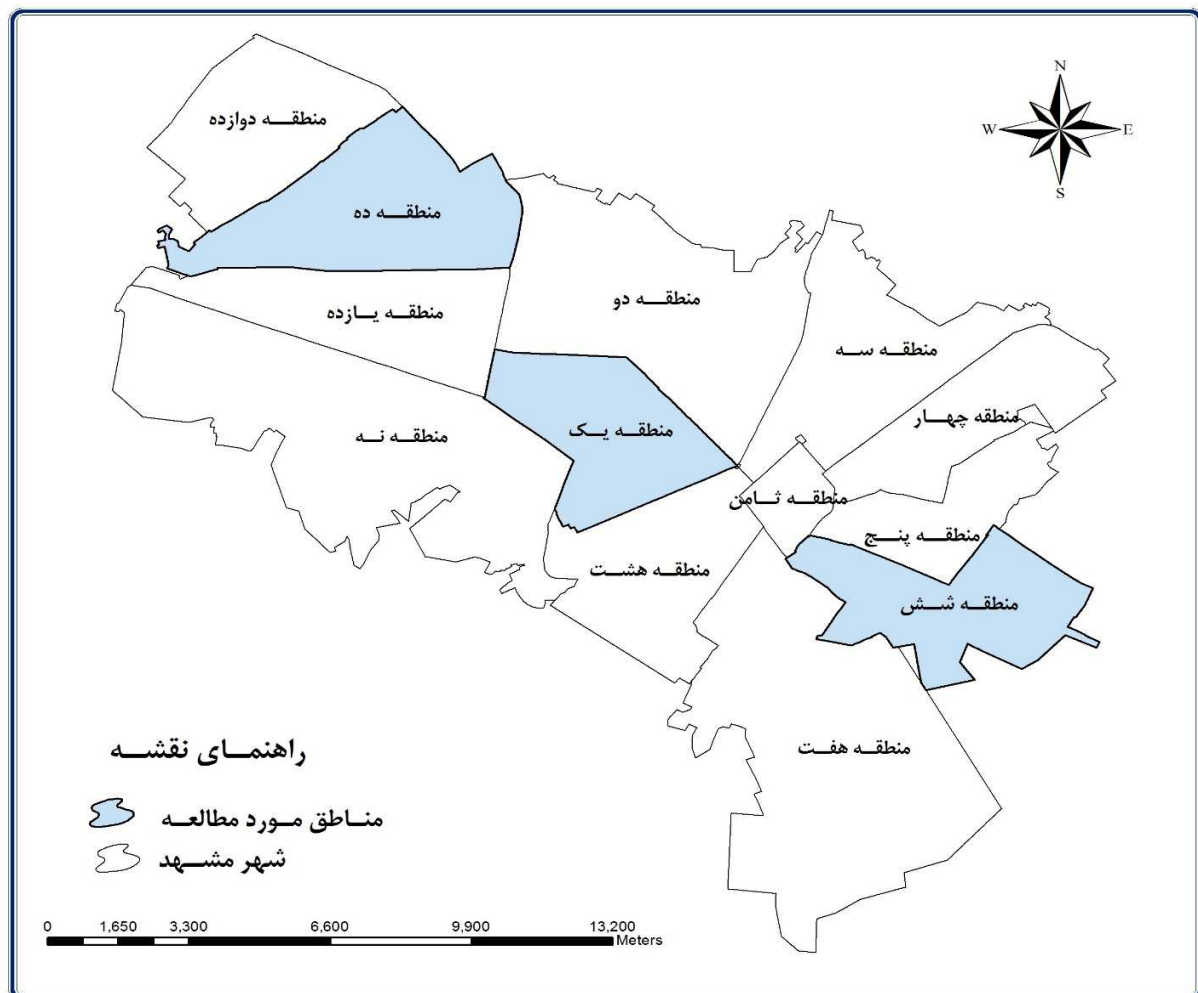 N
W
E
S
منطقه دوازده
منطقه ده
منطقه یازده
منطقه دو
منطقه سه
منطقه چهار
منطقه یک
منطقه نه
منطقه ثامن
منطقه پنج
منطقه هشت
منطقه شش
منطقه هفت
راهنمای نقشه
مناطق مورد مطالعه
شهر مشهد
0 1,650 3,300 6,600 9,900 13,200
Meters